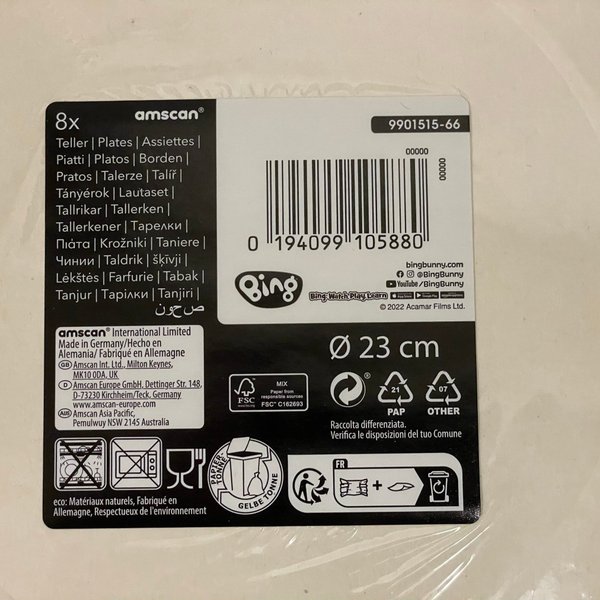 8x
amscan®
Teller | Plates | Assiettes |
Piatti | Platos | Borden |
Pratos | Talerze | Talíř |
Tányérok | Lautaset |
Tallrikar | Tallerken |
Tallerkener | Тарелки |
Πιάτα | Krožniki | Taniere |
Чинии | Taldrik | šķīvji |
Lėkštės | Farfurie | Tabak |
Tanjur | Тарілки | Tanjiri |
صحون
9901515-66
00000
00000
0 194099 105880
bingbunny.com
@BingBunny
YouTube/BingBunny
Bing
Bing: Watch, Play, Learn
© 2022 Acamar Films Ltd.
amscan® International Limited
Made in Germany/Hecho en
Alemania/ Fabriqué en Allemagne
GB Amscan Int. Ltd., Milton Keynes,
MK10 0DA, UK
D Amscan Europe GmbH, Dettinger Str. 148,
D-73230 Kirchheim/Teck, Germany
www.amscan-europe.com
AUS Amscan Asia Pacific,
Pemulwuy NSW 2145 Australia
Ø 23 cm
FSC
www.fsc.org
MIX
Paper from
responsible sources
FSC™ C162693
21
PAP
07
OTHER
Raccolta differenziata.
Verifica le disposizioni del tuo Comune
PAPIER TONNE
GELBE TONNE
FR
+
eco: Matériaux naturels, Fabriqué en
Allemagne, Respectueux de l'environnement